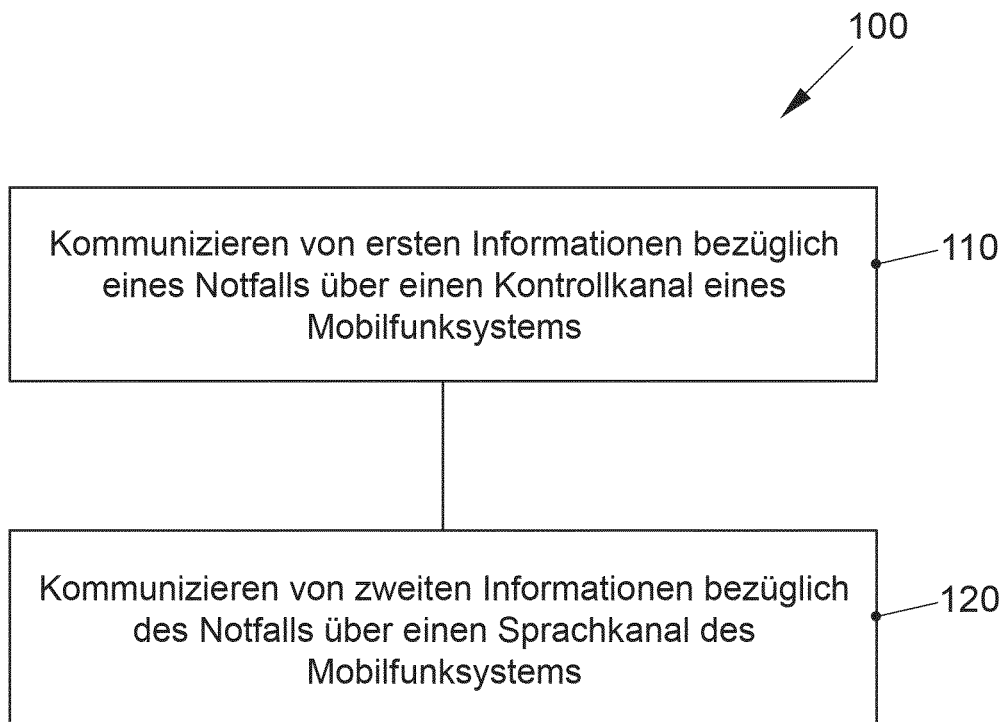 100
Kommunizieren von ersten Informationen bezüglich
eines Notfalls über einen Kontrollkanal eines
Mobilfunksystems
110
Kommunizieren von zweiten Informationen bezüglich
des Notfalls über einen Sprachkanal des
Mobilfunksystems
120